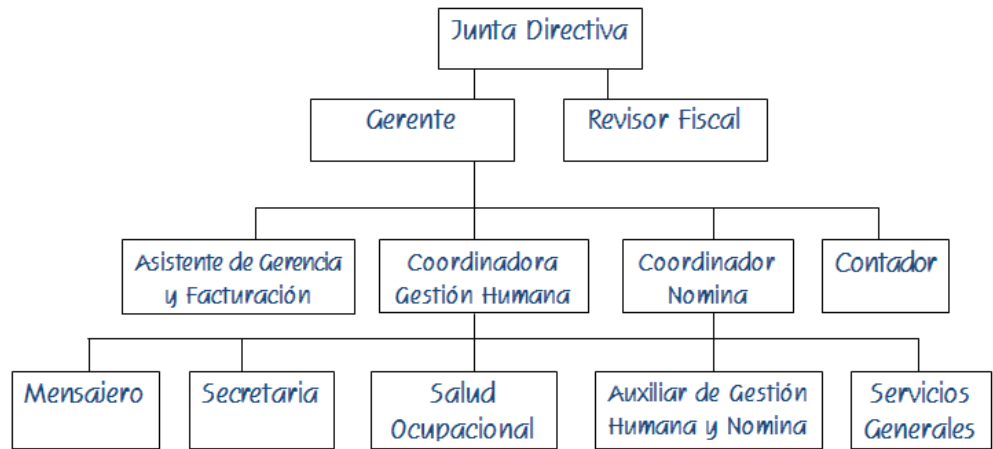 Junta Directiva
Gerente
Revisor Fiscal
Asistente de Gerencia
y Facturación
Coordinadora
Gestión Humana
Coordinador
Nomina
Contador
Mensajero
Secretaria
Salud
Ocupacional
Auxiliar de Gestión
Humana y Nomina
Servicios
Generales